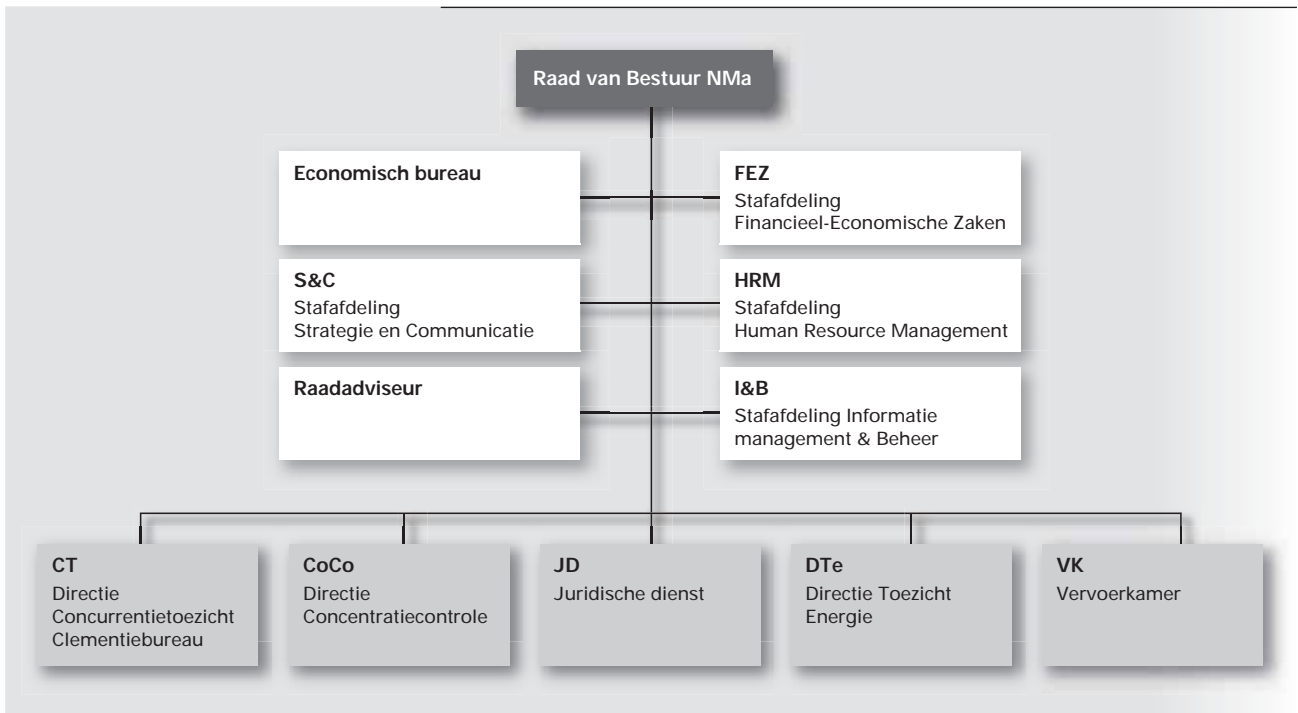 Raad van Bestuur NMa
Economisch bureau
FEZ
Stafafdeling
Financieel-Economische Zaken
S&C
Stafafdeling
Strategie en Communicatie
HRM
Stafafdeling
Human Resource Management
Raadadviseur
I&B
Stafafdeling Informatie
management & Beheer
CT
Directie
Concurrentietoezicht
Clementiebureau
CoCo
Directie
Concentratiecontrole
JD
Juridische dienst
DTe
Directie Toezicht
Energie
VK
Vervoerkamer